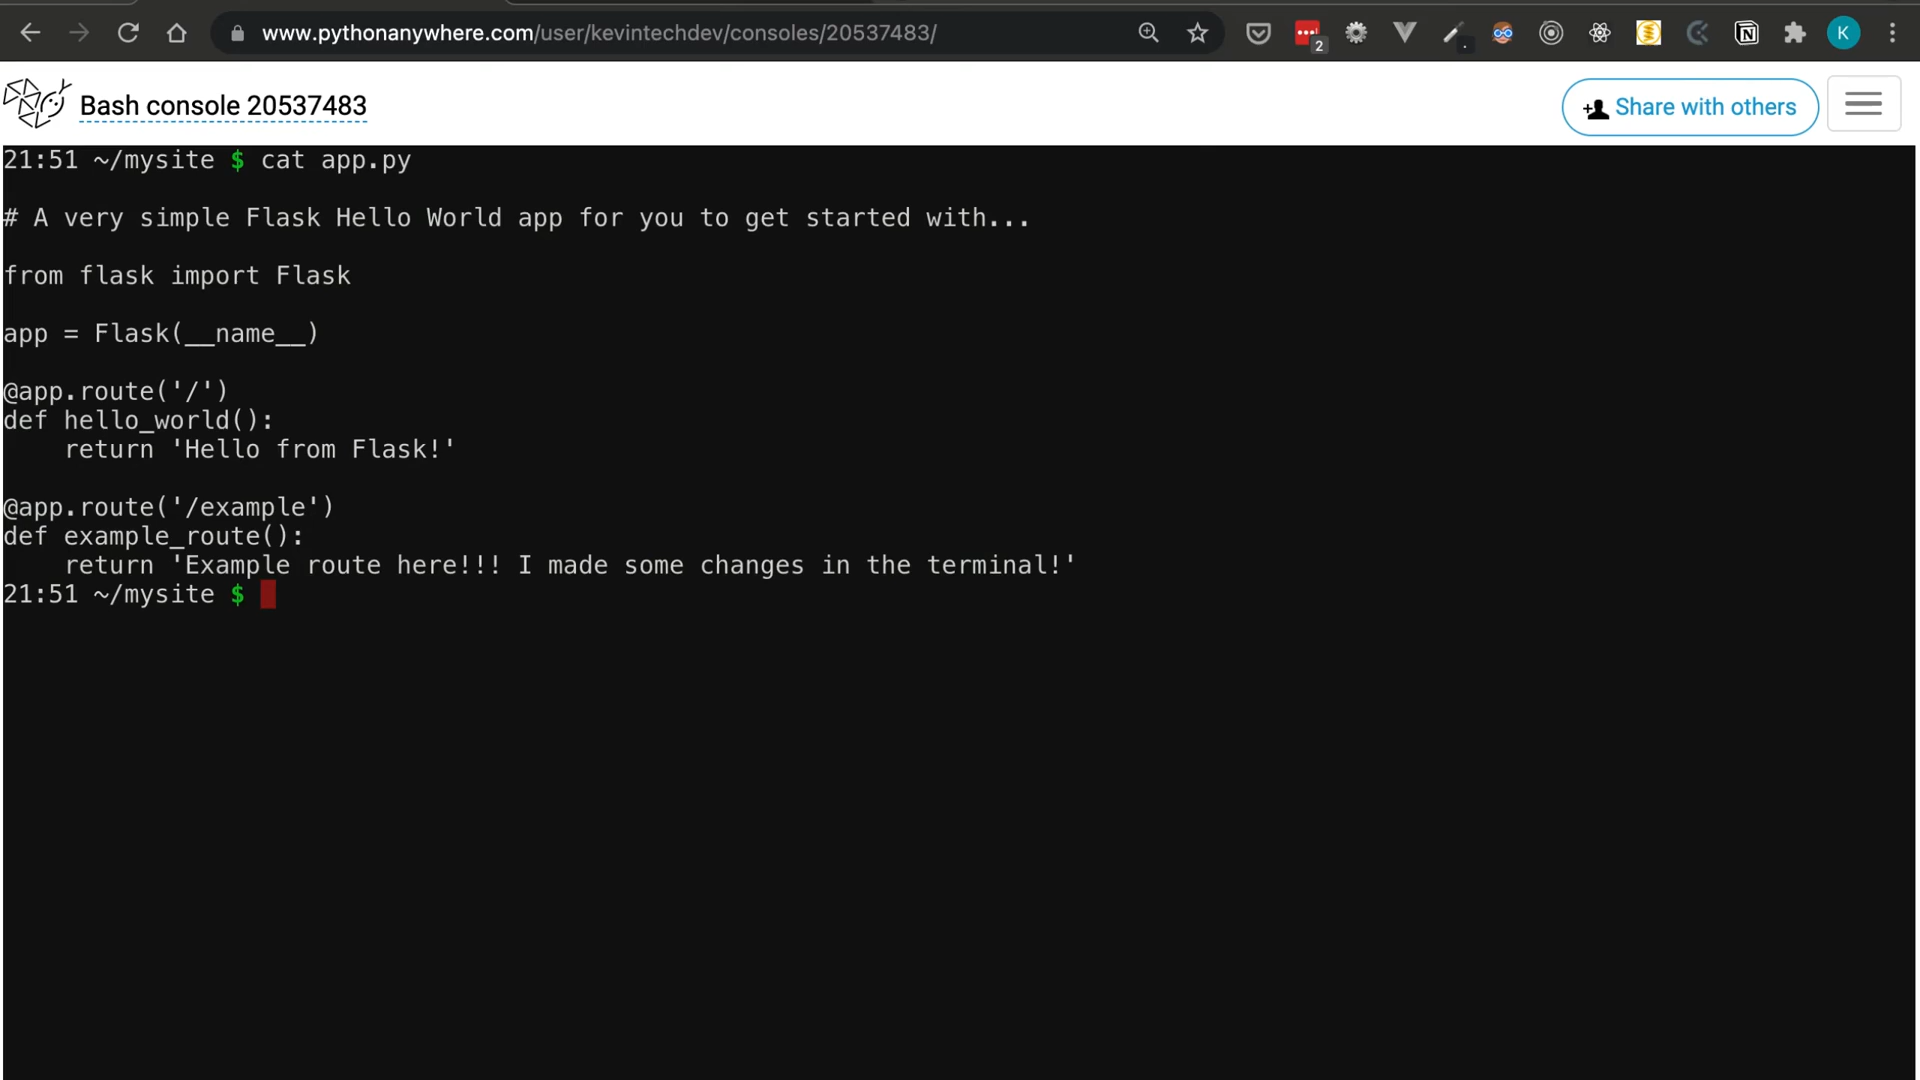 www.pythonanywhere.com/user/kevintechdev/consoles/20537483/
2
K
Bash console 20537483
Share with others
21:51 ~/mysite $ cat app.py
# A very simple Flask Hello World app for you to get started with...
from flask import Flask
app = Flask(__name__)
@app.route('/')
def hello_world():
    return 'Hello from Flask!'
@app.route('/example')
def example_route():
    return 'Example route here!!! I made some changes in the terminal!'
21:51 ~/mysite $